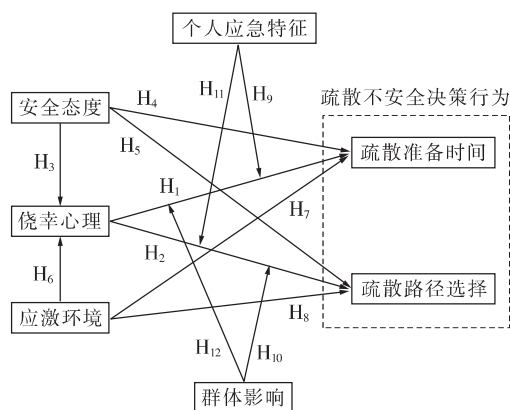 个人应急特征
安全态度
H₄
H₁₁
H₉
疏散不安全决策行为
疏散准备时间
H₃
H₅
H₁
侥幸心理
H₇
H₂
H₆
疏散路径选择
应激环境
H₈
H₁₂
H₁₀
群体影响